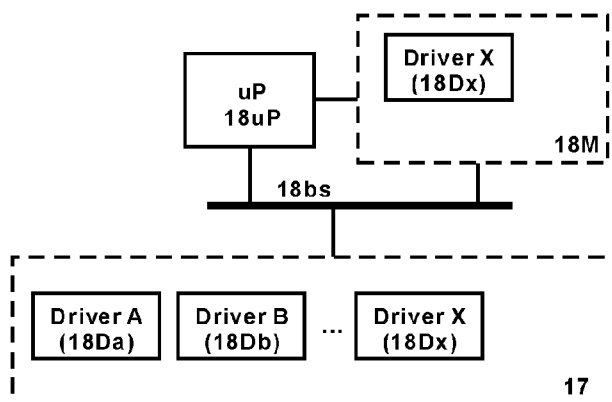 uP
18uP
Driver X
(18Dx)
18M
18bs
Driver A
(18Da)
Driver B
(18Db)
...
Driver X
(18Dx)
17